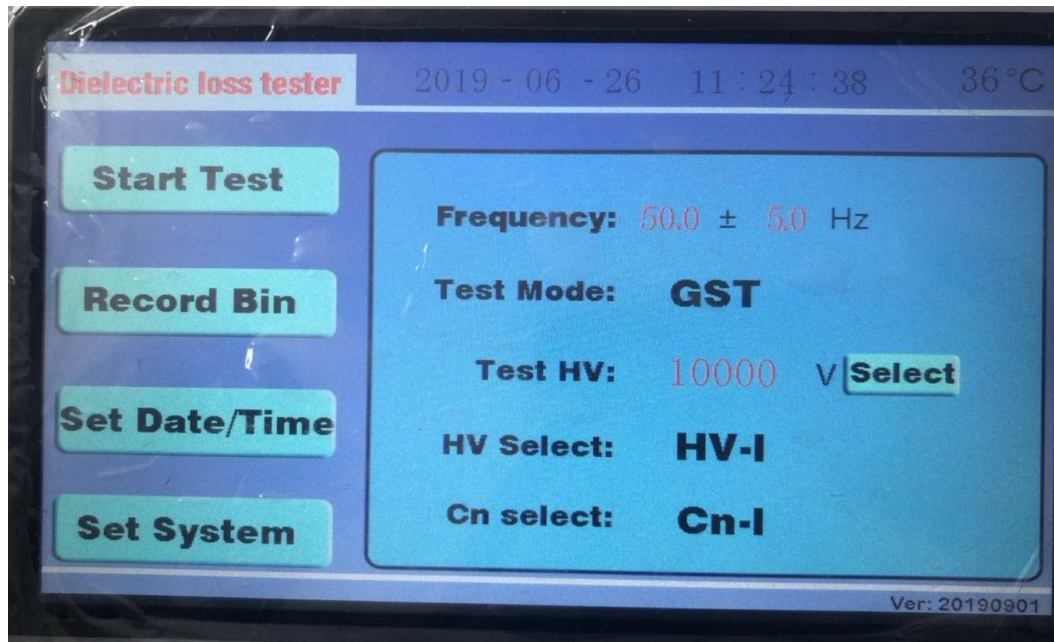 Dielectric loss tester 2019 - 06 - 26 11 : 24 : 38 36°C
Start Test
Record Bin
Set Date/Time
Set System
Frequency: 50.0 ± 5.0 Hz
Test Mode: GST
Test HV: 10000 V Select
HV Select: HV-I
Cn select: Cn-I
Ver: 20190901